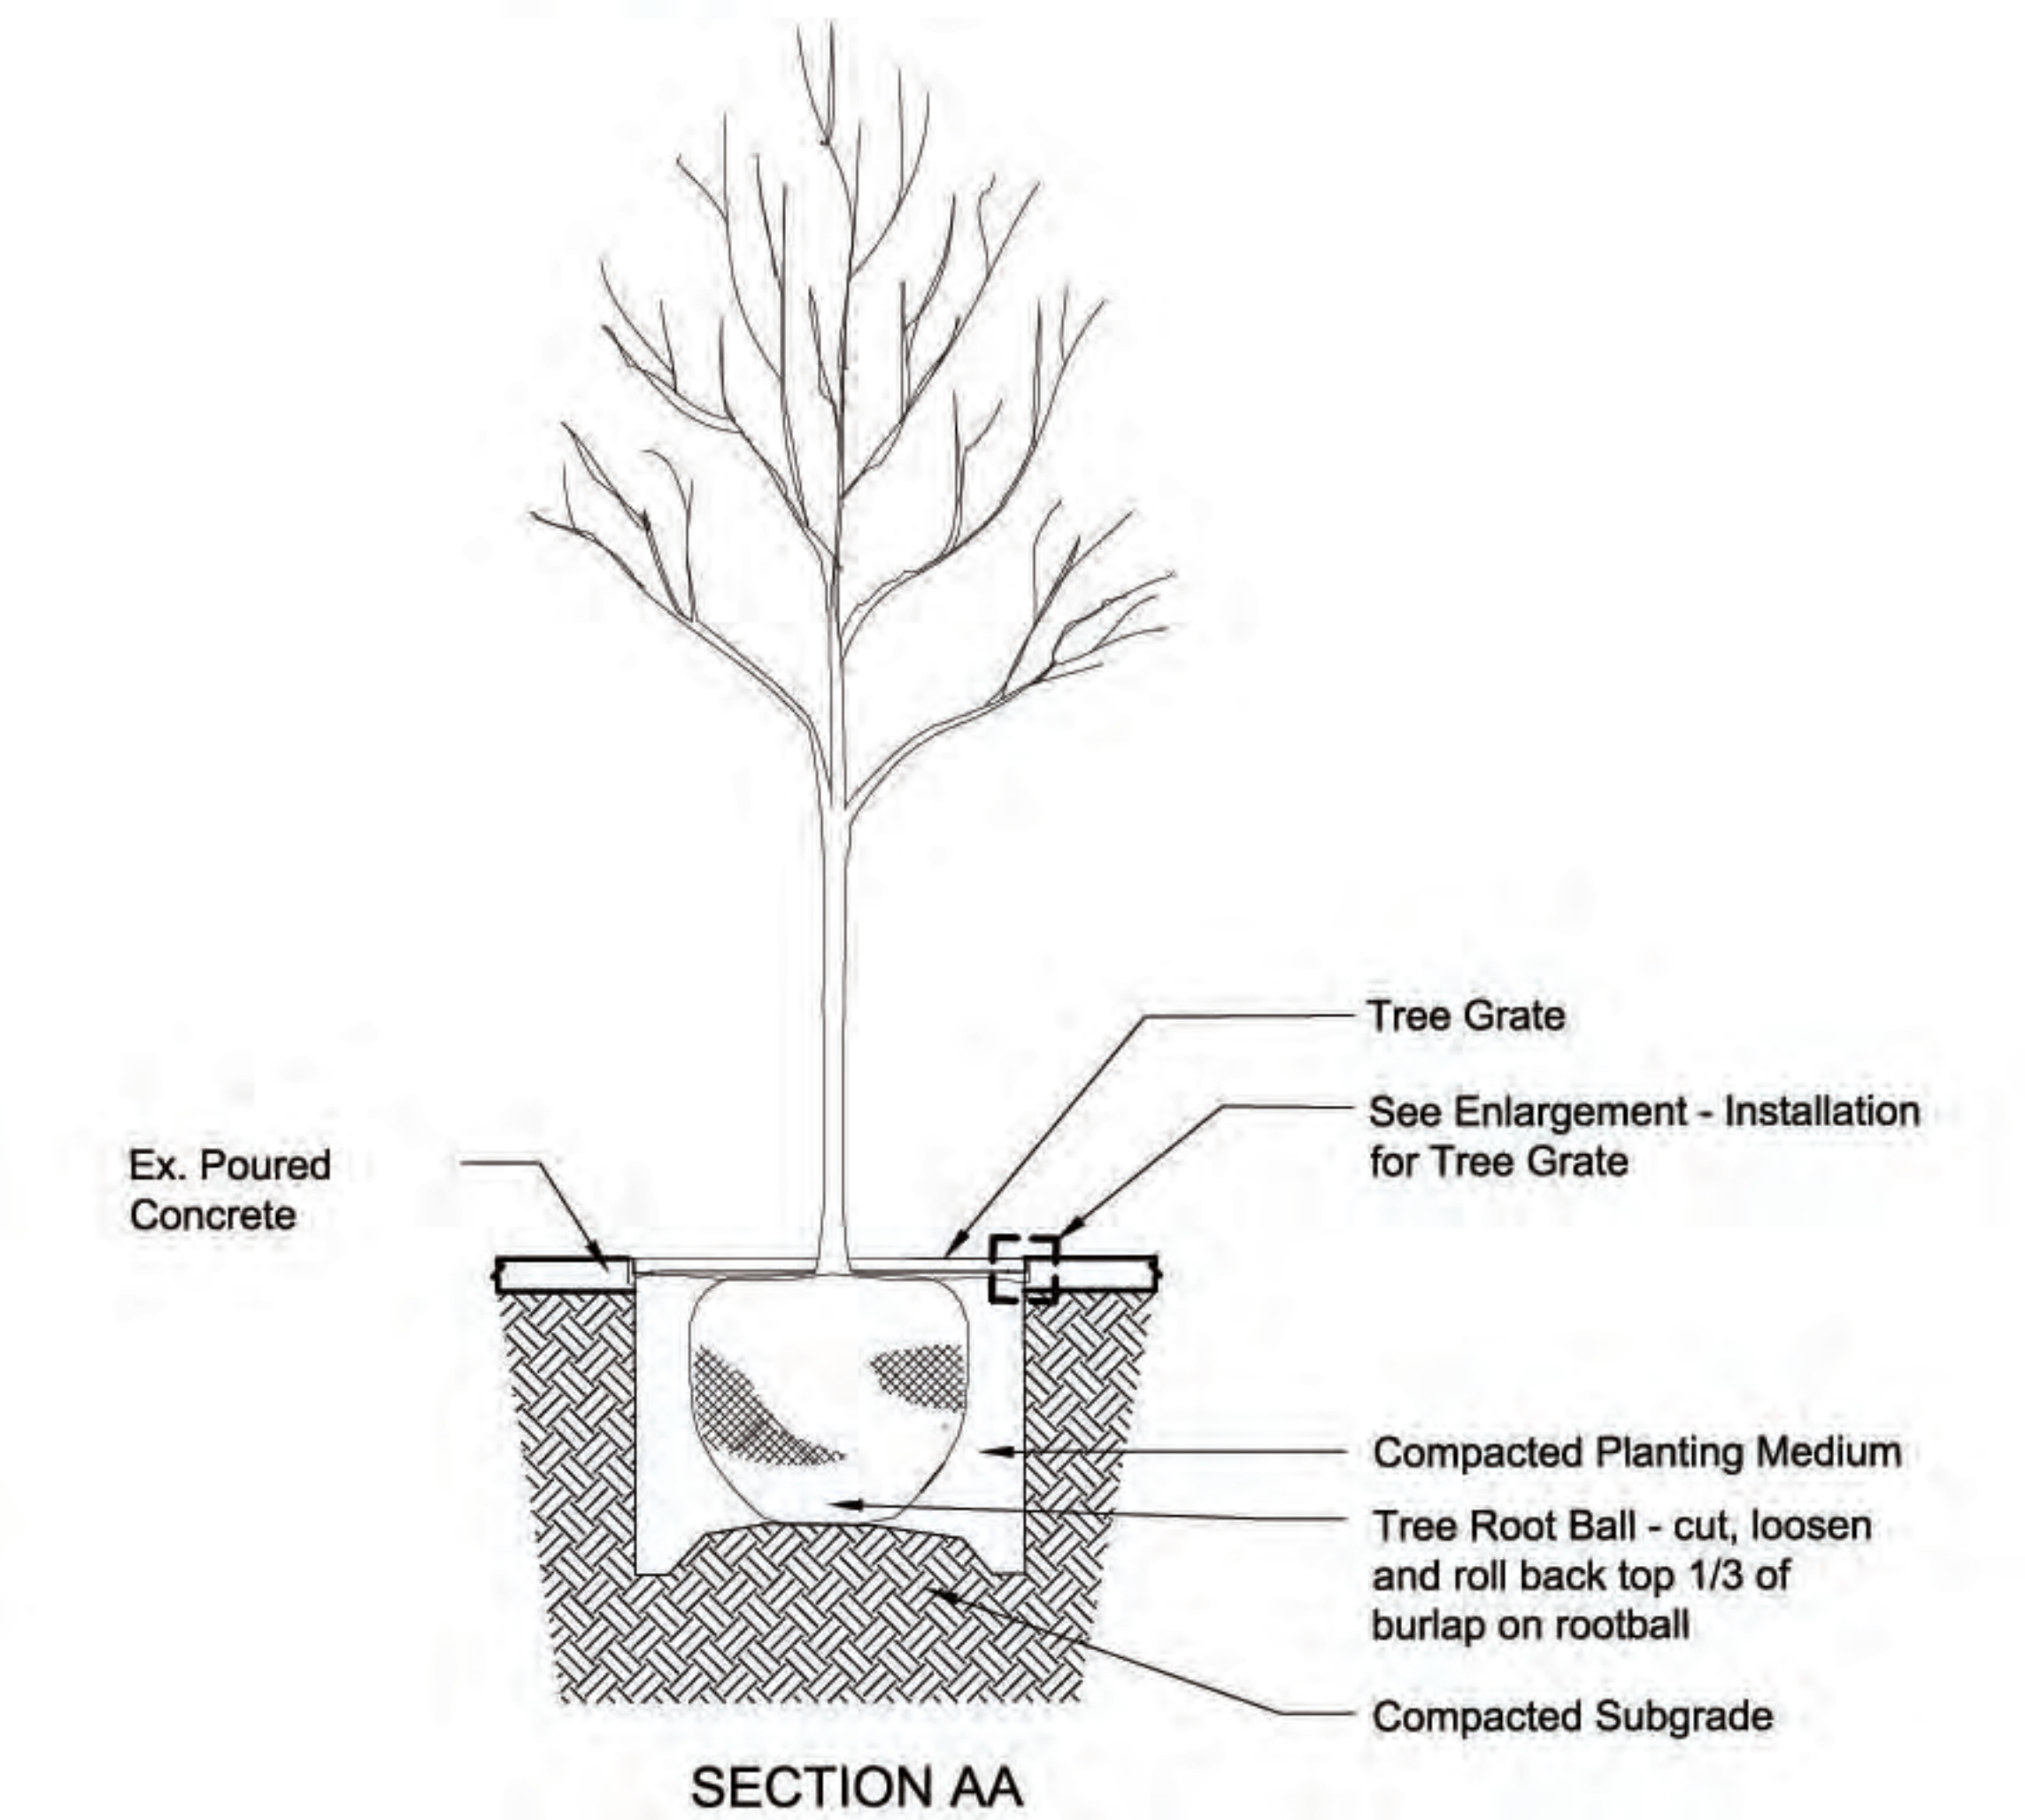 Tree Grate
See Enlargement - Installation
for Tree Grate
Ex. Poured
Concrete
Compacted Planting Medium
Tree Root Ball - cut, loosen
and roll back top 1/3 of
burlap on rootball
Compacted Subgrade
SECTION AA